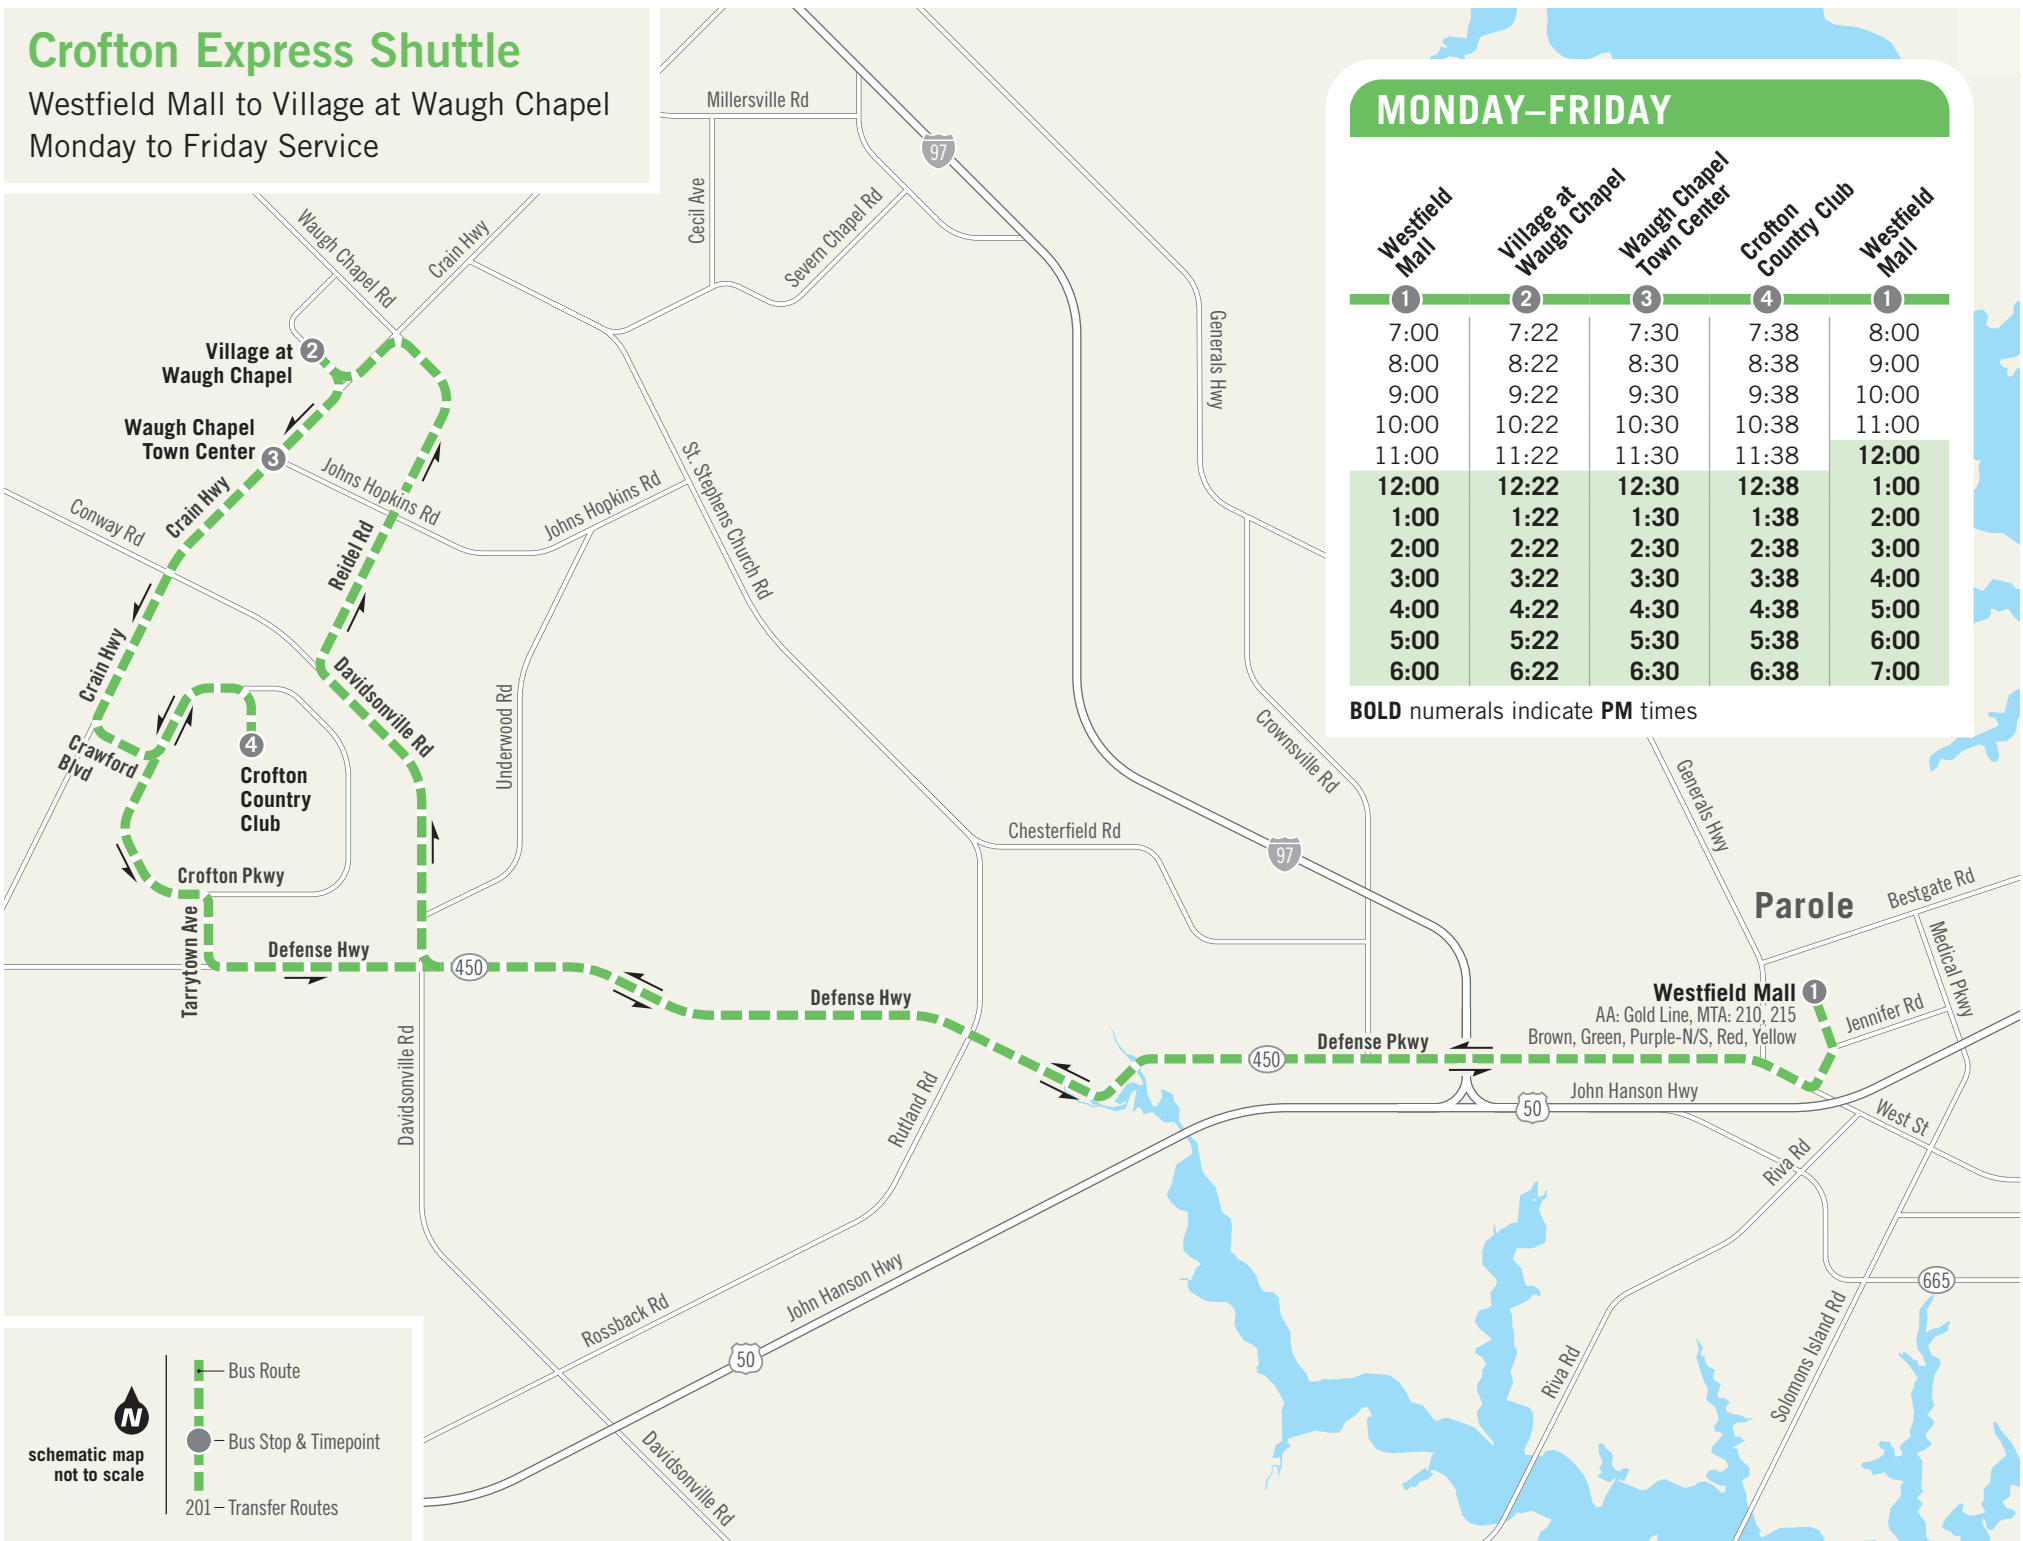 Crofton Express Shuttle
Westfield Mall to Village at Waugh Chapel
Monday to Friday Service
MONDAY–FRIDAY
Westfield
Mall
Village at
Waugh Chapel
Waugh Chapel
Town Center
Crofton
Country Club
Westfield
Mall
1 2 3 4 1
7:00 7:22 7:30 7:38 8:00
8:00 8:22 8:30 8:38 9:00
9:00 9:22 9:30 9:38 10:00
10:00 10:22 10:30 10:38 11:00
11:00 11:22 11:30 11:38 12:00
12:00 12:22 12:30 12:38 1:00
1:00 1:22 1:30 1:38 2:00
2:00 2:22 2:30 2:38 3:00
3:00 3:22 3:30 3:38 4:00
4:00 4:22 4:30 4:38 5:00
5:00 5:22 5:30 5:38 6:00
6:00 6:22 6:30 6:38 7:00
BOLD numerals indicate PM times
Millersville Rd
97
Cecil Ave
Severn Chapel Rd
Waugh Chapel Rd
Crain Hwy
Generals Hwy
Village at
Waugh Chapel
2
Waugh Chapel
Town Center
3
Johns Hopkins Rd
Johns Hopkins Rd
St. Stephens Church Rd
Conway Rd
Crain Hwy
Reidel Rd
Crain Hwy
Davidsonville Rd
Underwood Rd
Crawford
Blvd
4
Crofton
Country
Club
Crownsville Rd
Generals Hwy
Chesterfield Rd
97
Crofton Pkwy
Tarrytown Ave
Defense Hwy
450
Defense Hwy
Parole
Bestgate Rd
Medical Pkwy
Westfield Mall
1
AA: Gold Line, MTA: 210, 215
Brown, Green, Purple-N/S, Red, Yellow
Jennifer Rd
Defense Pkwy
450
John Hanson Hwy
50
West St
Davidsonville Rd
Rutland Rd
Riva Rd
665
John Hanson Hwy
Rossback Rd
50
Riva Rd
Solomons Island Rd
Davidsonville Rd
N
schematic map
not to scale
Bus Route
Bus Stop & Timepoint
201 – Transfer Routes